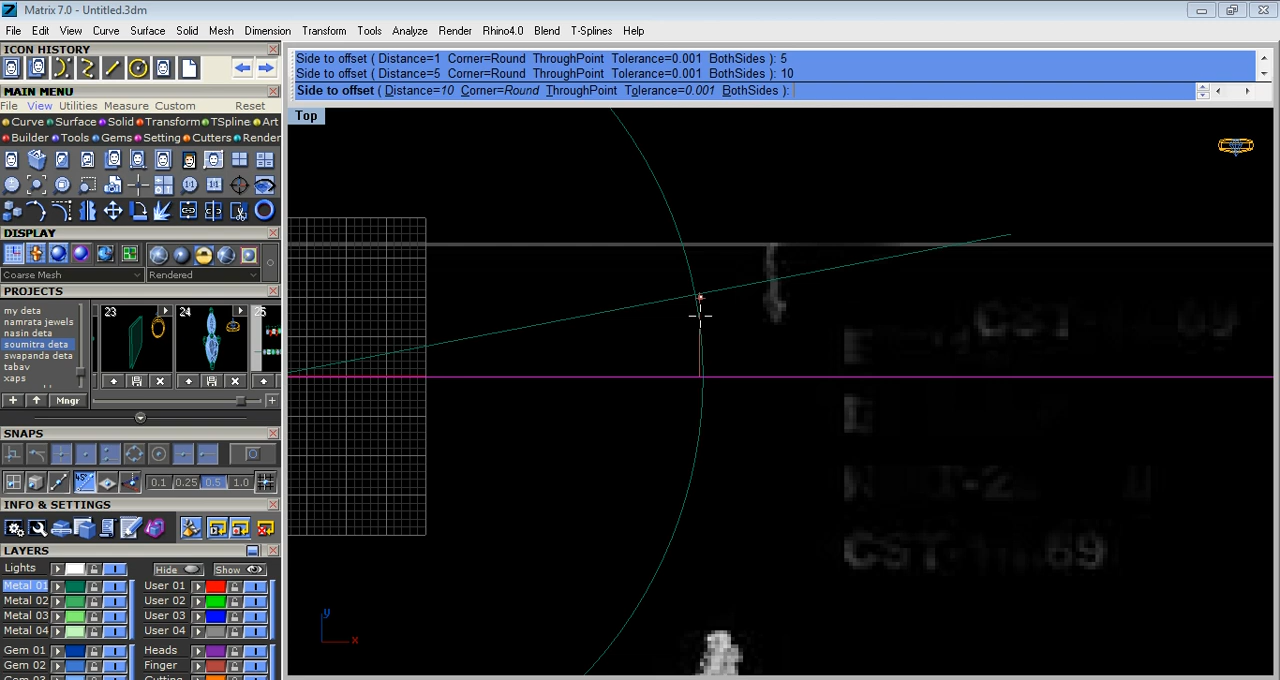 Matrix 7.0 - Untitled.3dm
File Edit View Curve Surface Solid Mesh Dimension Transform Tools Analyze Render Rhino4.0 Blend T-Splines Help
ICON HISTORY
Side to offset ( Distance=1 Corner=Round ThroughPoint Tolerance=0.001 BothSides ): 5
Side to offset ( Distance=5 Corner=Round ThroughPoint Tolerance=0.001 BothSides ): 10
Side to offset ( Distance=10 Corner=Round ThroughPoint Tolerance=0.001 BothSides ):
MAIN MENU
File View Utilities Measure Custom Reset
Curve Surface Solid Transform TSpline Art
Builder Tools Gems Setting Cutters Render
Top
DISPLAY
Coarse Mesh Rendered
PROJECTS
my deta
namrata jewels
nasin deta
soumitra deta
swapanda deta
tabav
xaps
23 24 25
Mngr
SNAPS
45°
0.1 0.25 0.5 1.0
INFO & SETTINGS
LAYERS
Lights Hide Show
Metal 01 User 01
Metal 02 User 02
Metal 03 User 03
Metal 04 User 04
Gem 01 Heads
Gem 02 Finger
y
x